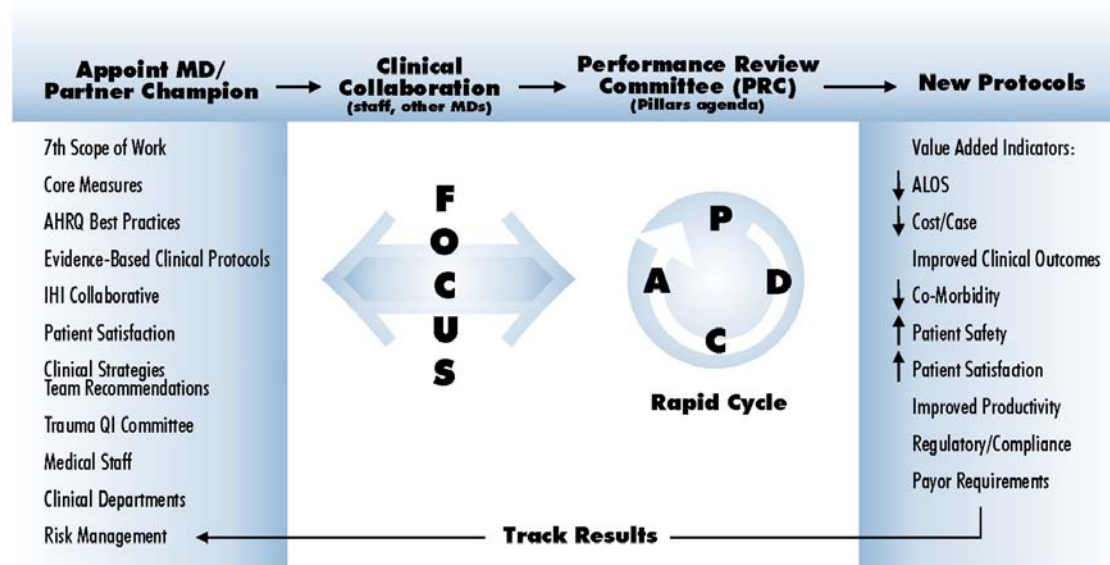 Appoint MD/
Partner Champion
Clinical
Collaboration
(staff, other MDs)
Performance Review
Committee (PRC)
(Pillars agenda)
New Protocols
7th Scope of Work
Core Measures
AHRQ Best Practices
Evidence-Based Clinical Protocols
IHI Collaborative
Patient Satisfaction
Clinical Strategies
Team Recommendations
Trauma QI Committee
Medical Staff
Clinical Departments
Risk Management
F
O
C
U
S
P
D
C
A
Rapid Cycle
Value Added Indicators:
↓ ALOS
↓ Cost/Case
Improved Clinical Outcomes
↓ Co-Morbidity
↑ Patient Safety
↑ Patient Satisfaction
Improved Productivity
Regulatory/Compliance
Payor Requirements
Track Results